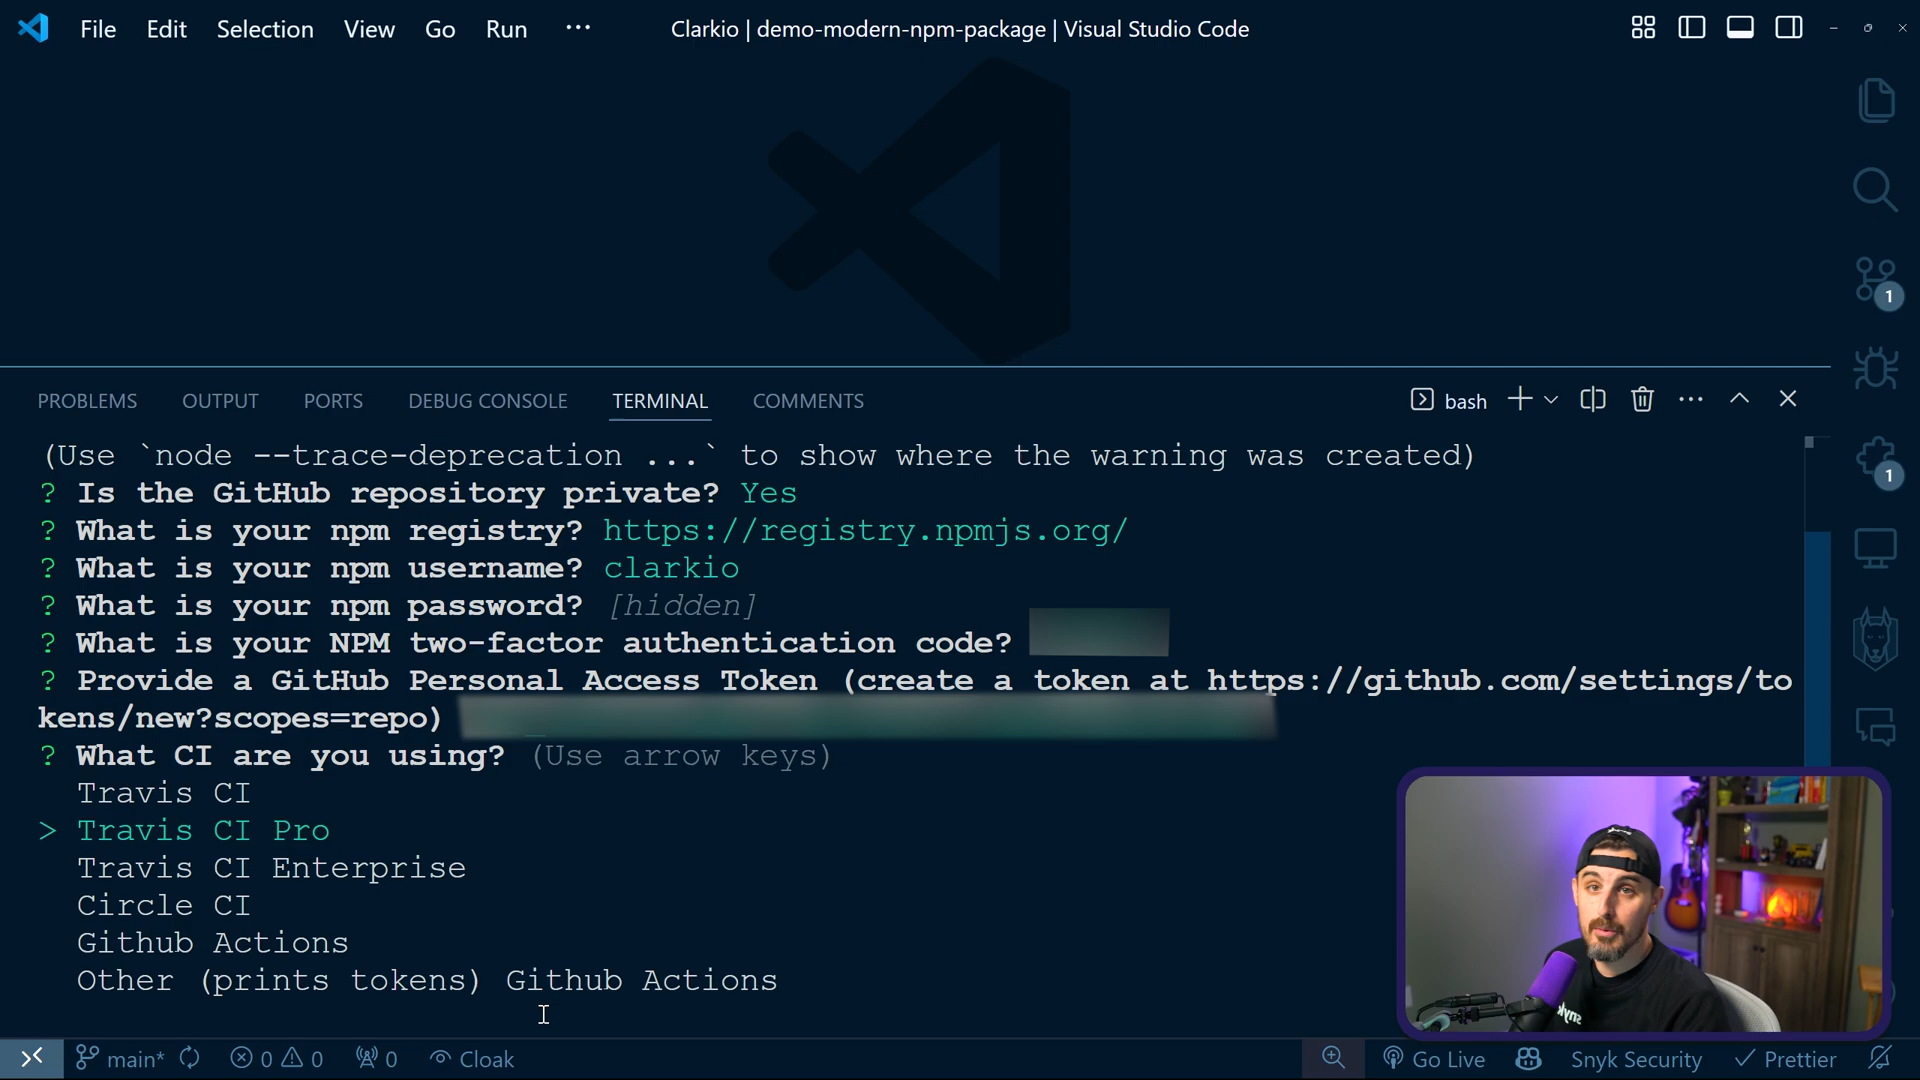 File Edit Selection View Go Run ··· Clarkio | demo-modern-npm-package | Visual Studio Code
1
PROBLEMS OUTPUT PORTS DEBUG CONSOLE TERMINAL COMMENTS bash
(Use `node --trace-deprecation ...` to show where the warning was created)
? Is the GitHub repository private? Yes
1
? What is your npm registry? https://registry.npmjs.org/
? What is your npm username? clarkio
? What is your npm password? [hidden]
? What is your NPM two-factor authentication code?
? Provide a GitHub Personal Access Token (create a token at https://github.com/settings/to
kens/new?scopes=repo)
? What CI are you using? (Use arrow keys)
Travis CI
> Travis CI Pro
Travis CI Enterprise
Circle CI
Github Actions
Other (prints tokens) Github Actions
main* 0 0 0 Cloak Go Live Snyk Security Prettier